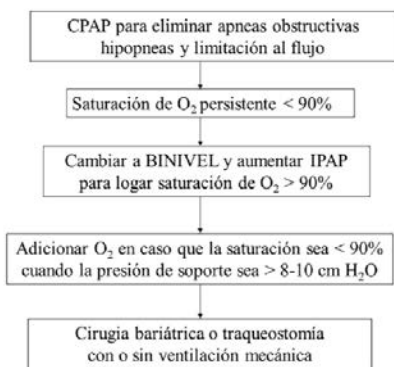 CPAP para eliminar apneas obstructivas
hipopneas y limitación al flujo
Saturación de O₂ persistente < 90%
Cambiar a BINIVEL y aumentar IPAP
para logar saturación de O₂ > 90%
Adicionar O₂ en caso que la saturación sea < 90%
cuando la presión de soporte sea > 8-10 cm H₂O
Cirugia bariátrica o traqueostomía
con o sin ventilación mecánica